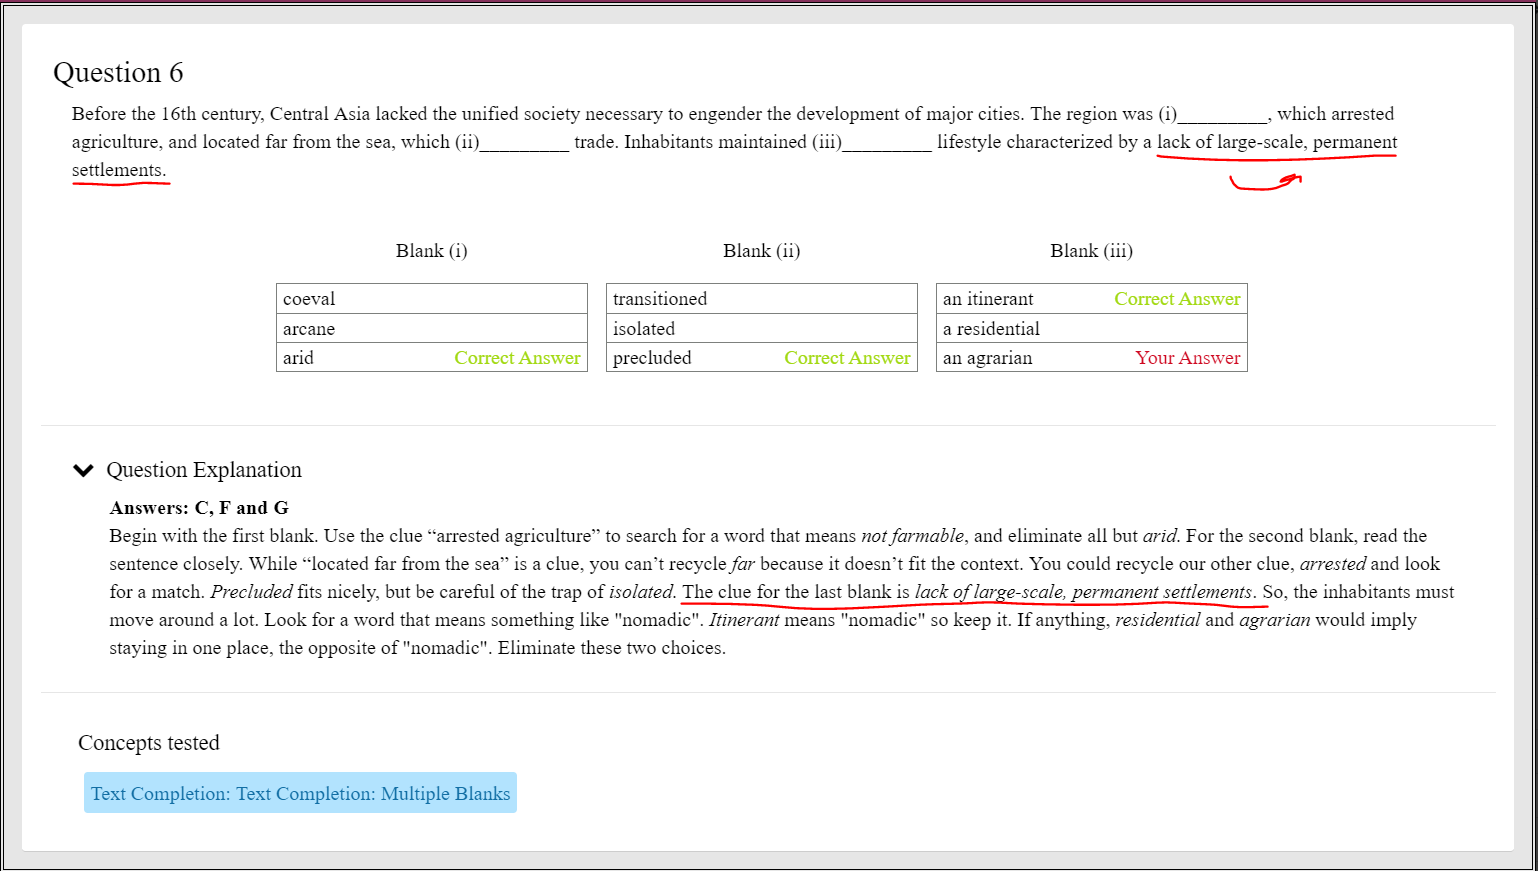 Question 6
Before the 16th century, Central Asia lacked the unified society necessary to engender the development of major cities. The region was (i)_________, which arrested
agriculture, and located far from the sea, which (ii)_________ trade. Inhabitants maintained (iii)_________ lifestyle characterized by a lack of large-scale, permanent
settlements.
Blank (i) Blank (ii) Blank (iii)
coeval transitioned an itinerant Correct Answer
arcane isolated a residential
arid Correct Answer precluded Correct Answer an agrarian Your Answer
Question Explanation
Answers: C, F and G
Begin with the first blank. Use the clue “arrested agriculture” to search for a word that means not farmable, and eliminate all but arid. For the second blank, read the
sentence closely. While “located far from the sea” is a clue, you can’t recycle far because it doesn’t fit the context. You could recycle our other clue, arrested and look
for a match. Precluded fits nicely, but be careful of the trap of isolated. The clue for the last blank is lack of large-scale, permanent settlements. So, the inhabitants must
move around a lot. Look for a word that means something like "nomadic". Itinerant means "nomadic" so keep it. If anything, residential and agrarian would imply
staying in one place, the opposite of "nomadic". Eliminate these two choices.
Concepts tested
Text Completion: Text Completion: Multiple Blanks